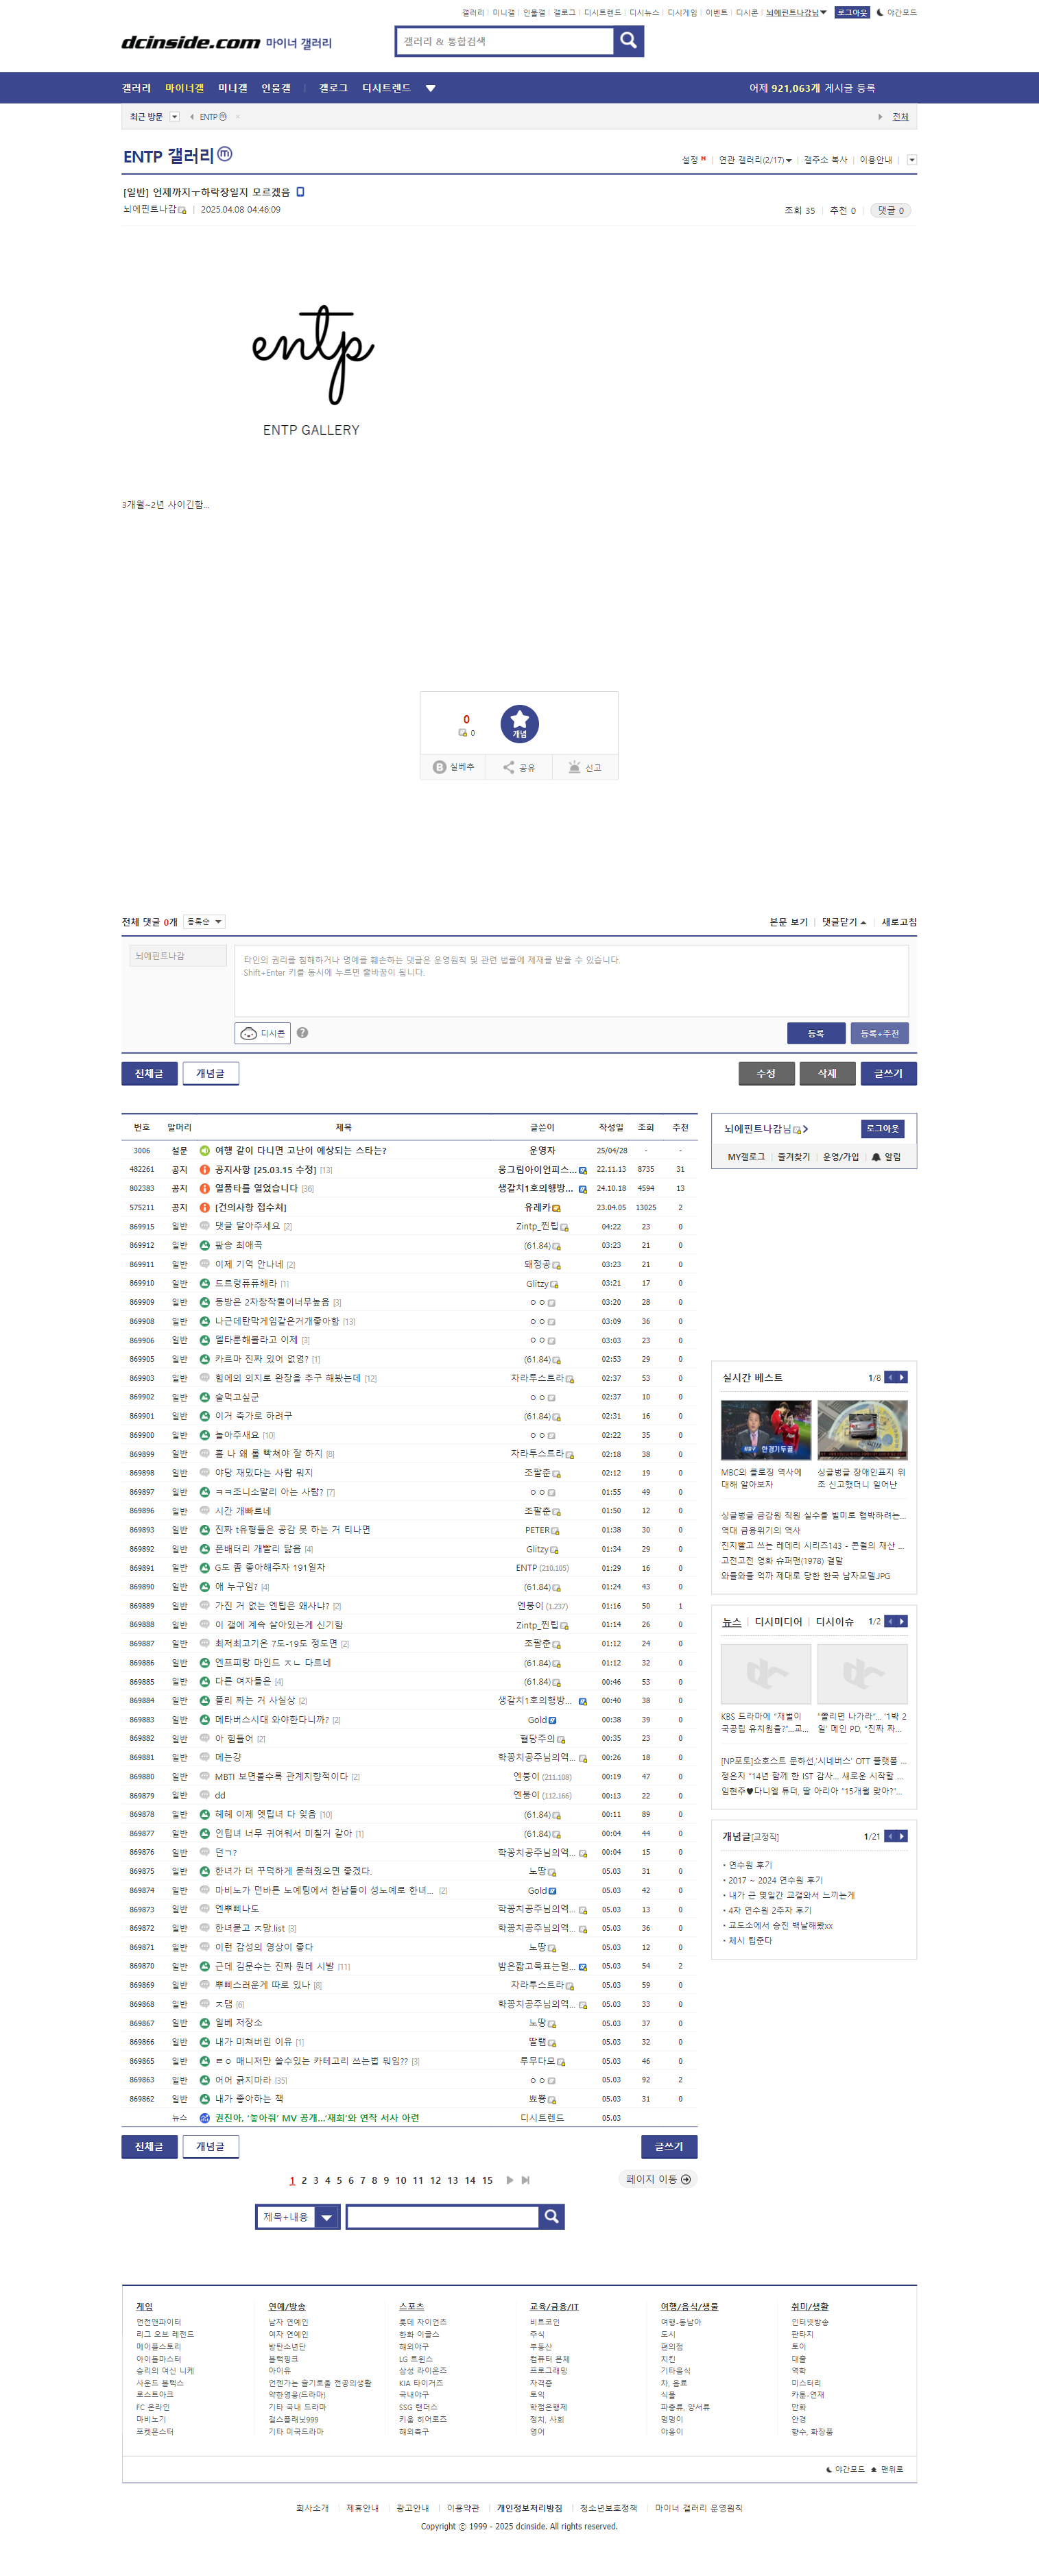 갤러리 마이너갤 미니갤 인물갤 갤로그 디시트렌드 디시뉴스 디시게임 이벤트 디시콘 뇌에핀트나감님 로그아웃 야간모드
dcinside.com 마이너 갤러리
갤러리 & 통합검색
갤러리 마이너갤 미니갤 인물갤 갤로그 디시트렌드
어제 921,063개 게시글 등록
최근 방문 ENTP ⓜ 전체
ENTP 갤러리 ⓜ
설정 연관 갤러리(2/17) 갤주소 복사 이용안내
[일반] 언제까지ㅜ하락장일지 모르겠음
뇌에핀트나감 2025.04.08 04:46:09
조회 35 추천 0 댓글 0
entp
ENTP GALLERY
3개월~2년 사이긴함...
0
0
개념
실베추 공유 신고
전체 댓글 0개 등록순
본문 보기 댓글닫기 새로고침
뇌에핀트나감
타인의 권리를 침해하거나 명예를 훼손하는 댓글은 운영원칙 및 관련 법률에 제재를 받을 수 있습니다.
Shift+Enter 키를 동시에 누르면 줄바꿈이 됩니다.
디시콘 ?
등록 등록+추천
전체글 개념글
수정 삭제 글쓰기
번호 말머리 제목 글쓴이 작성일 조회 추천
3006 설문 여행 같이 다니면 고난이 예상되는 스타는? 운영자 25/04/28 - -
482261 공지 공지사항 [25.03.15 수정] [13] 몽그림아이언피스... 22.11.13 8735 31
802383 공지 열품타를 열었습니다 [36] 생갈치1호의행방... 24.10.18 4594 13
575211 공지 [건의사항 접수처] 유레카 23.04.05 13025 2
869915 일반 댓글 달아주세요 [2] Zintp_찐팁 04:22 23 0
869912 일반 팝송 최애곡 (61.84) 03:23 21 0
869911 일반 이제 기억 안나네 [2] 돼정공 03:23 21 0
869910 일반 드르렁퓨퓨해라 [1] Glitzy 03:21 17 0
869909 일반 동방은 2차창작퀄이너무높음 [3] ㅇㅇ 03:20 28 0
869908 일반 나근데탄막게임같은거개좋아함 [13] ㅇㅇ 03:09 36 0
869906 일반 델타룬해볼라고 이제 [3] ㅇㅇ 03:03 23 0
869905 일반 카르마 진짜 있어 없엉? [1] (61.84) 02:53 29 0
869903 일반 힘에의 의지로 완장을 추구 해봤는데 [12] 자라투스트라 02:37 53 0
869902 일반 술먹고싶군 ㅇㅇ 02:37 10 0
869901 일반 이거 축가로 하려구 (61.84) 02:31 16 0
869900 일반 놀아주새요 [10] ㅇㅇ 02:22 35 0
869899 일반 흠 나 왜 롤 빡쳐야 잘 하지 [8] 자라투스트라 02:18 38 0
869898 일반 야당 재밌다는 사람 뭐지 조팔춘 02:12 19 0
869897 일반 ㅋㅋ조니소말리 아는 사람? [7] ㅇㅇ 01:55 49 0
869896 일반 시간 개빠르네 조팔춘 01:50 12 0
869893 일반 진짜 t유형들은 공감 못 하는 거 티나면 PETER 01:38 30 0
869892 일반 폰배터리 개빨리 닳음 [4] Glitzy 01:34 29 0
869891 일반 G도 좀 좋아해주자 191일차 ENTP (210.105) 01:29 16 0
869890 일반 얘 누구임? [4] (61.84) 01:24 43 0
869889 일반 가진 거 없는 엔팁은 왜사냐? [2] 엔붕이 (1.237) 01:16 50 1
869888 일반 이 갤에 계속 살아있는게 신기함 Zintp_찐팁 01:14 26 0
869887 일반 최저최고기온 7도-19도 정도면 [2] 조팔춘 01:12 24 0
869886 일반 엔프피랑 마인드 ㅈㄴ 다르네 (61.84) 01:12 32 0
869885 일반 다른 여자들은 [4] (61.84) 00:46 53 0
869884 일반 플리 짜는 거 사실상 [2] 생갈치1호의행방... 00:40 38 0
869883 일반 메타버스시대 와야한다니까? [2] Gold 00:38 39 0
869882 일반 아 힘들어 [2] 혈당주의 00:35 23 0
869881 일반 메는걍 학꽁치공주님의역... 00:26 18 0
869880 일반 MBTI 보면볼수록 관계지향적이다 [2] 엔붕이 (211.108) 00:19 47 0
869879 일반 dd 엔붕이 (112.166) 00:13 22 0
869878 일반 헤헤 이제 엣팁녀 다 잊음 [10] (61.84) 00:11 89 0
869877 일반 인팁녀 너무 귀여워서 미칠거 같아 [1] (61.84) 00:04 44 0
869876 일반 먼ㄱ? 학꽁치공주님의역... 00:04 15 0
869875 일반 한녀가 더 꾸덕하게 묻혀줬으면 좋겠다. 노땅 05.03 31 0
869874 일반 마비노가 먼바튼 노예팅에서 한남들이 성노예로 한녀... [2] Gold 05.03 42 0
869873 일반 엔뿌삐나도 학꽁치공주님의역... 05.03 13 0
869872 일반 한녀묻고 ㅈ망.list [3] 학꽁치공주님의역... 05.03 36 0
869871 일반 이런 감성의 영상이 좋다 노땅 05.03 12 0
869870 일반 근데 김문수는 진짜 뭔데 시발 [11] 밤은짧고목표는멀... 05.03 54 2
869869 일반 뿌삐스러운게 따로 있나 [8] 자라투스트라 05.03 59 0
869868 일반 ㅈ댐 [6] 학꽁치공주님의역... 05.03 33 0
869867 일반 일베 저장소 노땅 05.03 37 0
869866 일반 내가 미쳐버린 이유 [1] 딸램 05.03 32 0
869865 일반 ㄹㅇ 매니저만 쓸수있는 카테고리 쓰는법 뭐임?? [3] 루무다모 05.03 46 0
869863 일반 어어 긁지마라 [35] ㅇㅇ 05.03 92 2
869862 일반 내가 좋아하는 책 뾰뿅 05.03 31 0
뉴스 권진아, '놓아줘' MV 공개...'재회'와 연작 서사 아련 디시트렌드 05.03
전체글 개념글 글쓰기
1 2 3 4 5 6 7 8 9 10 11 12 13 14 15 페이지 이동
제목+내용
뇌에핀트나감님 로그아웃
MY갤로그 즐겨찾기 운영/가입 알림
실시간 베스트 1/8
MBC의 클로징 역사에 대해 알아보자
싱글벙글 장애인표지 위조 신고했더니 일어난
싱글벙글 금감원 직원 실수를 빌미로 협박하려는...
역대 금융위기의 역사
진지빨고 쓰는 레데리 시리즈143 - 콘월의 재산 ...
고전고전 영화 슈퍼맨(1978) 결말
와들와들 억까 제대로 당한 한국 남자모델.JPG
뉴스 디시미디어 디시이슈 1/2
KBS 드라마에 "재벌이 국공립 유치원을?"...교...
"쫄리면 나가라"... '1박 2일' 메인 PD, "진짜 짜...
[NP포토]쇼호스트 문하선,'시네버스' OTT 플랫폼 ...
정은지 "14년 함께 한 IST 감사... 새로운 시작할 ...
임현주♥다니엘 튜더, 딸 아리아 "15개월 맞아?"...
개념글[교정직] 1/21
연수원 후기
2017 ~ 2024 연수원 후기
내가 근 몇일간 교갤와서 느끼는게
4차 연수원 2주차 후기
교도소에서 승진 백날해봤xx
제시 팁준다
게임
던전앤파이터
리그 오브 레전드
메이플스토리
아이돌마스터
승리의 여신 니케
사운드 볼텍스
로스트아크
FC 온라인
마비노기
포켓몬스터
연예/방송
남자 연예인
여자 연예인
방탄소년단
블랙핑크
아이유
언젠가는 슬기로울 전공의생활
약한영웅(드라마)
기타 국내 드라마
걸스플래닛999
기타 미국드라마
스포츠
롯데 자이언츠
한화 이글스
해외야구
LG 트윈스
삼성 라이온즈
KIA 타이거즈
국내야구
SSG 랜더스
키움 히어로즈
해외축구
교육/금융/IT
비트코인
주식
부동산
컴퓨터 본체
프로그래밍
자격증
토익
학점은행제
정치, 사회
영어
여행/음식/생물
여행-동남아
도시
편의점
치킨
기타음식
차, 음료
식물
파충류, 양서류
멍멍이
야옹이
취미/생활
인터넷방송
판타지
토이
대출
역학
미스터리
카툰-연재
만화
안경
향수, 화장품
야간모드 맨위로
회사소개 제휴안내 광고안내 이용약관 개인정보처리방침 청소년보호정책 마이너 갤러리 운영원칙
Copyright ⓒ 1999 - 2025 dcinside. All rights reserved.